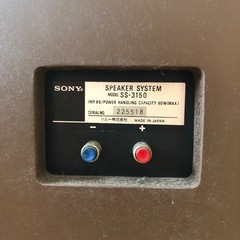 SONY®
SPEAKER SYSTEM
MODEL SS-3150
IMP 8Ω/POWER HANDLING CAPACITY 60W(MAX.)
SERIAL NO. 225518
ソニー株式会社 MADE IN JAPAN
− +